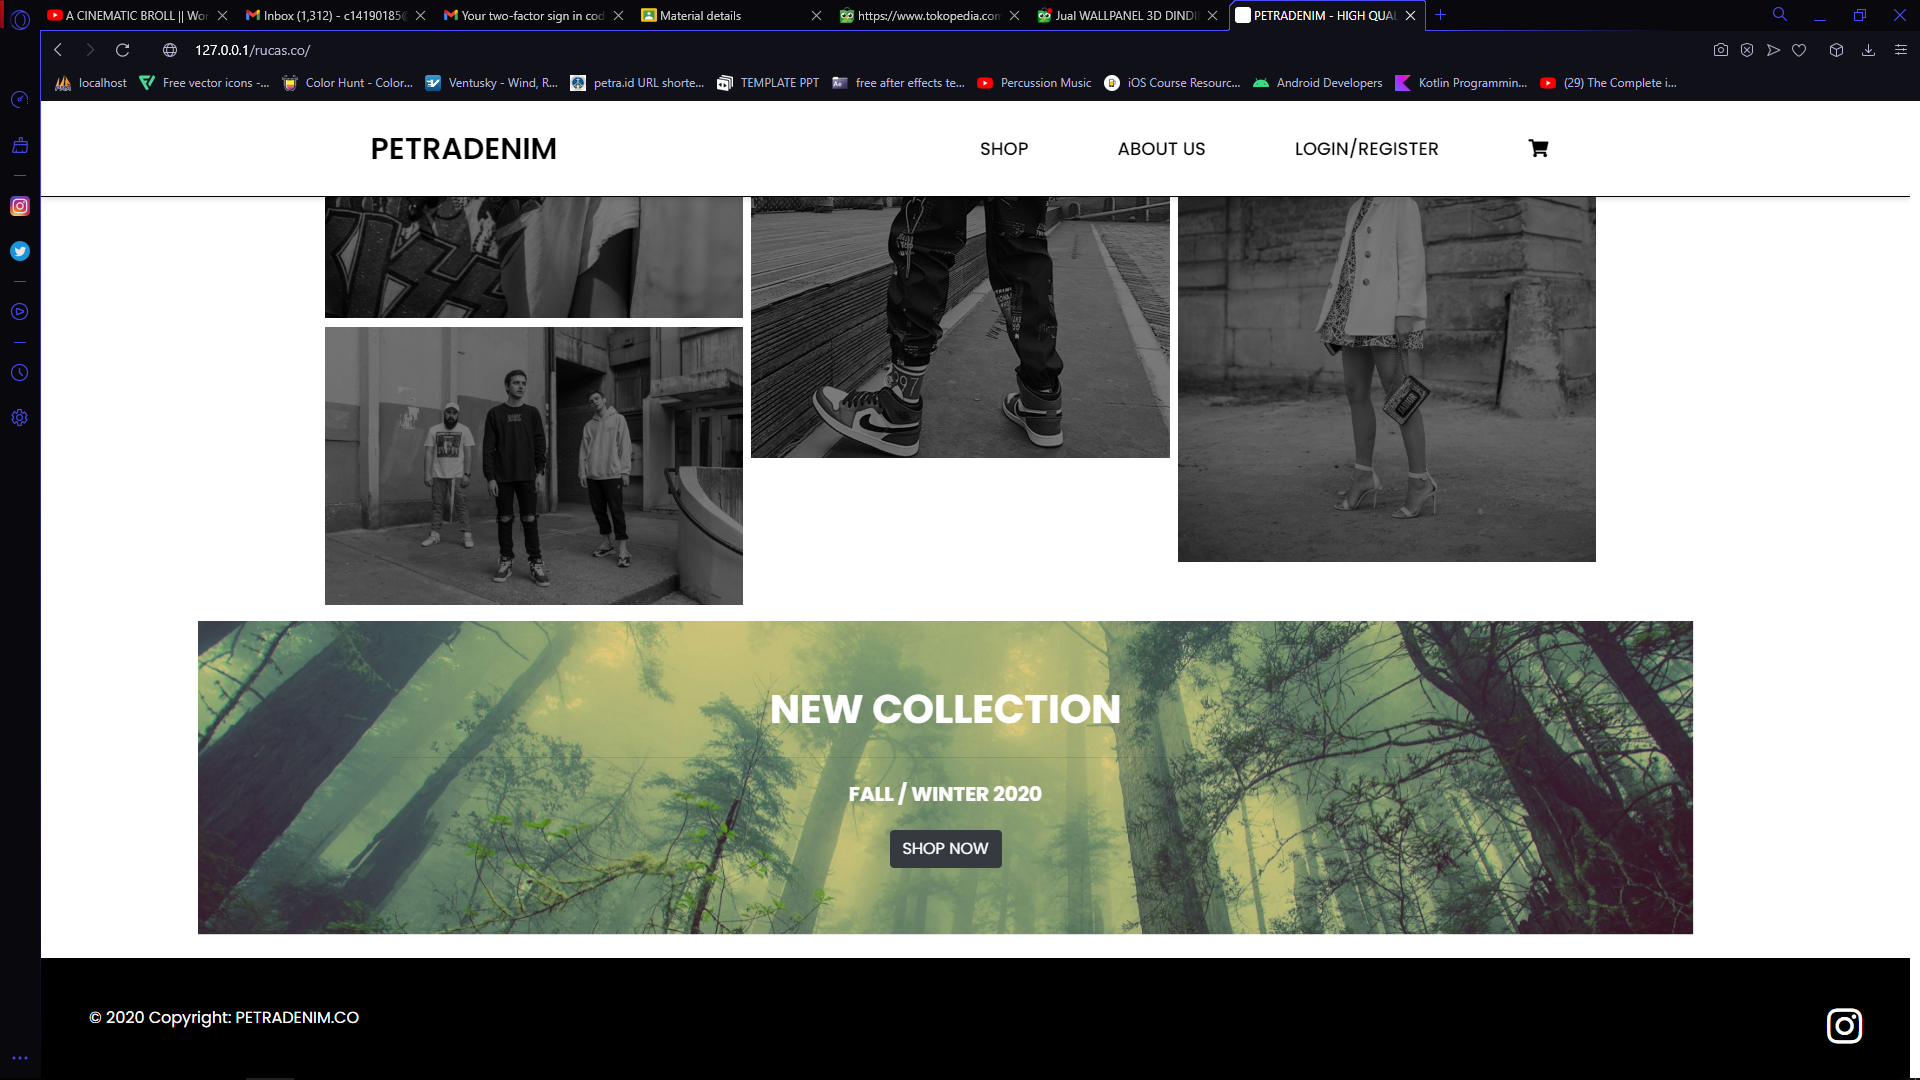 A CINEMATIC BROLL || Wor
Inbox (1,312) - c14190185@
Your two-factor sign in cod
Material details
https://www.tokopedia.com
Jual WALLPANEL 3D DINDI
PETRADENIM - HIGH QUAL
127.0.0.1/rucas.co/
localhost
Free vector icons -...
Color Hunt - Color...
Ventusky - Wind, R...
petra.id URL shorte...
TEMPLATE PPT
free after effects te...
Percussion Music
iOS Course Resourc...
Android Developers
Kotlin Programmin...
(29) The Complete i...
PETRADENIM
SHOP
ABOUT US
LOGIN/REGISTER
NEW COLLECTION
FALL / WINTER 2020
SHOP NOW
© 2020 Copyright: PETRADENIM.CO